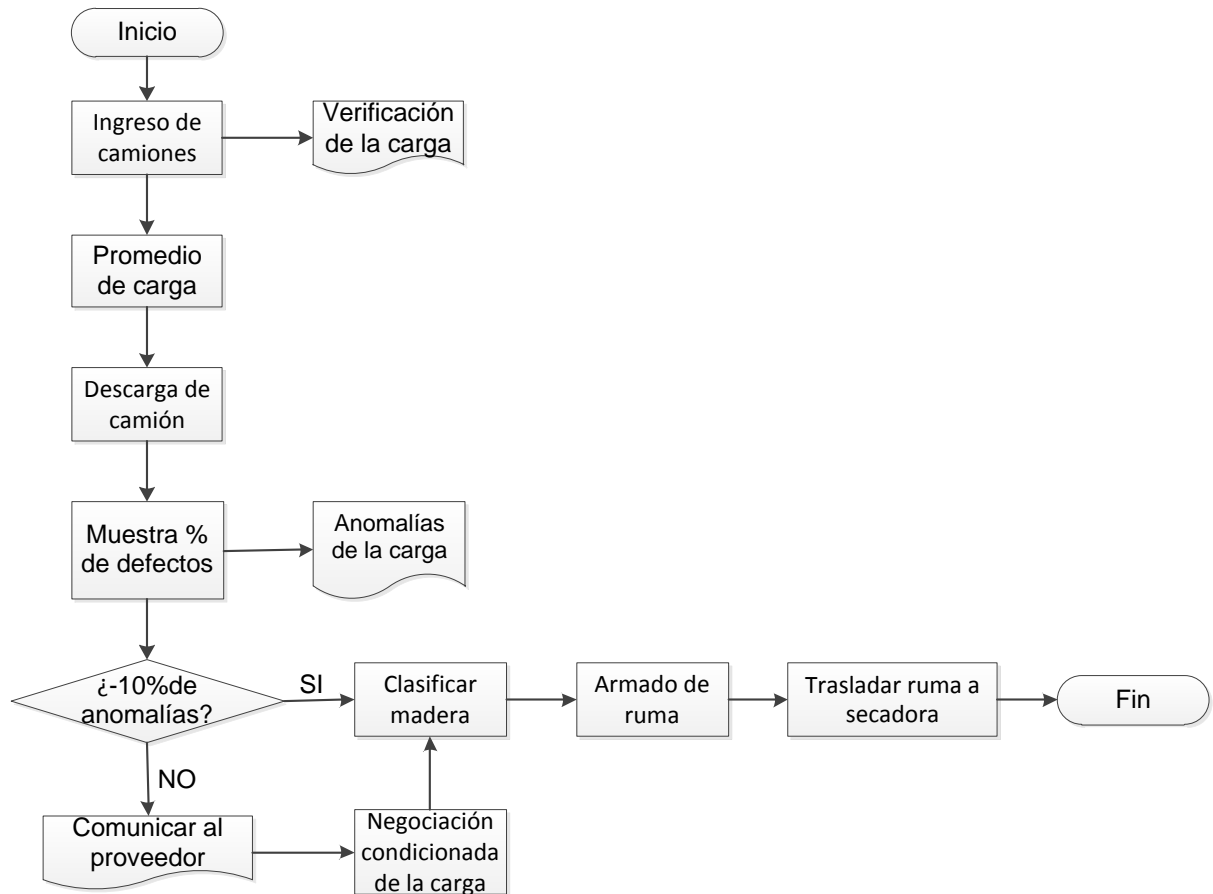 Inicio
Ingreso de
camiones
Verificación
de la carga
Promedio
de carga
Descarga de
camión
Muestra %
de defectos
Anomalías
de la carga
¿-10%de
anomalías?
SI
Clasificar
madera
Armado de
ruma
Trasladar ruma a
secadora
Fin
NO
Comunicar al
proveedor
Negociación
condicionada
de la carga